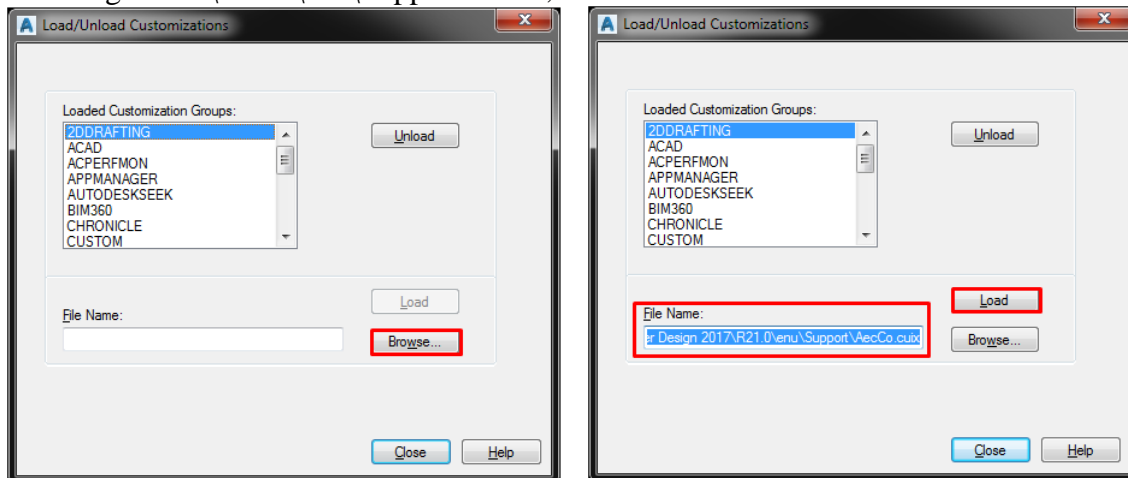 Load/Unload Customizations
Loaded Customization Groups:
2DDRAFTING
ACAD
ACPERFMON
APPMANAGER
AUTODESKSEEK
BIM360
CHRONICLE
CUSTOM
Unload
File Name:
Load
Browse...
Close
Help
Load/Unload Customizations
Loaded Customization Groups:
2DDRAFTING
ACAD
ACPERFMON
APPMANAGER
AUTODESKSEEK
BIM360
CHRONICLE
CUSTOM
Unload
File Name:
er Design 2017\R21.0\enu\Support\AecCo.cuix
Load
Browse...
Close
Help